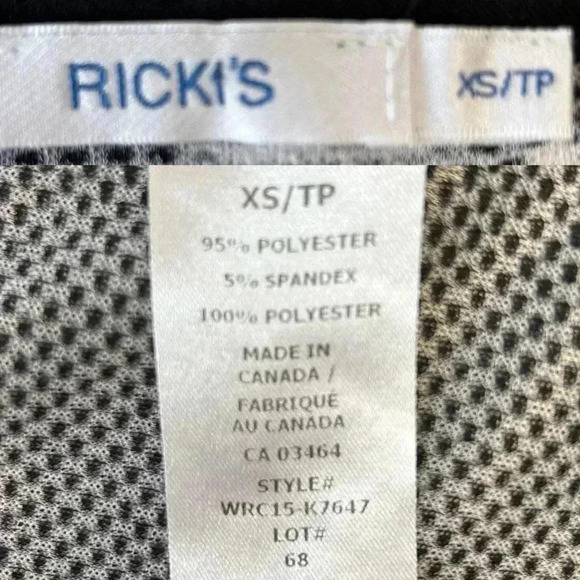 RICKI'S XS/TP
XS/TP
95% POLYESTER
5% SPANDEX
100% POLYESTER
MADE IN
CANADA /
FABRIQUÉ
AU CANADA
CA 03464
STYLE#
WRC15-K7647
LOT#
68